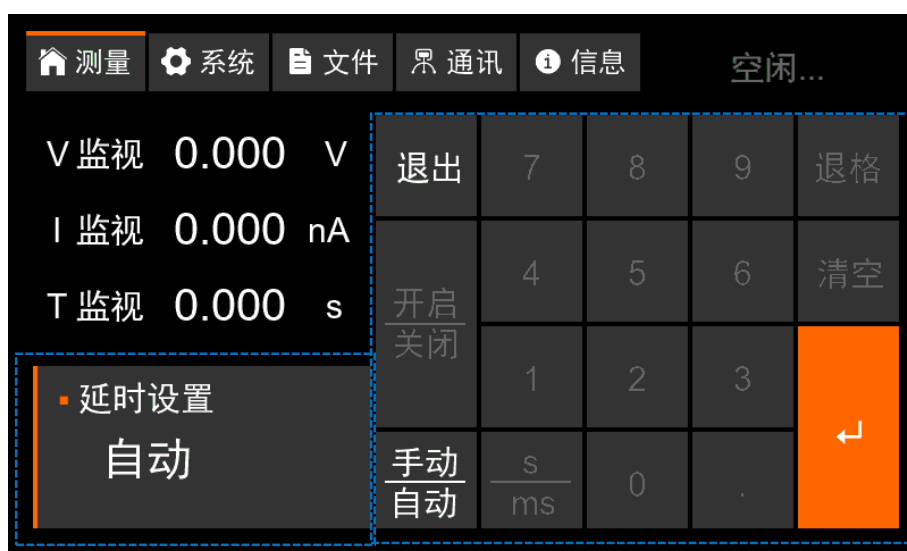 测量 系统 文件 通讯 信息 空闲...
V 监视 0.000 V
I 监视 0.000 nA
T 监视 0.000 s
延时设置
自动
退出 7 8 9 退格
开启
关闭
4 5 6 清空
1 2 3
手动
自动
s
ms
0 .